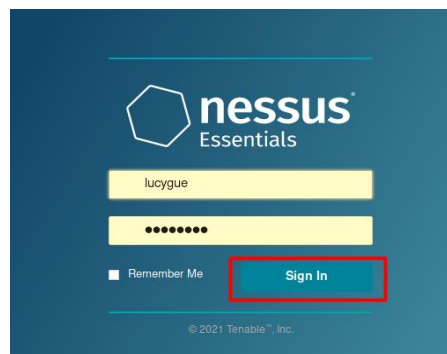 nessus
Essentials
lucygue
••••••••
Remember Me Sign In
© 2021 Tenable™, Inc.